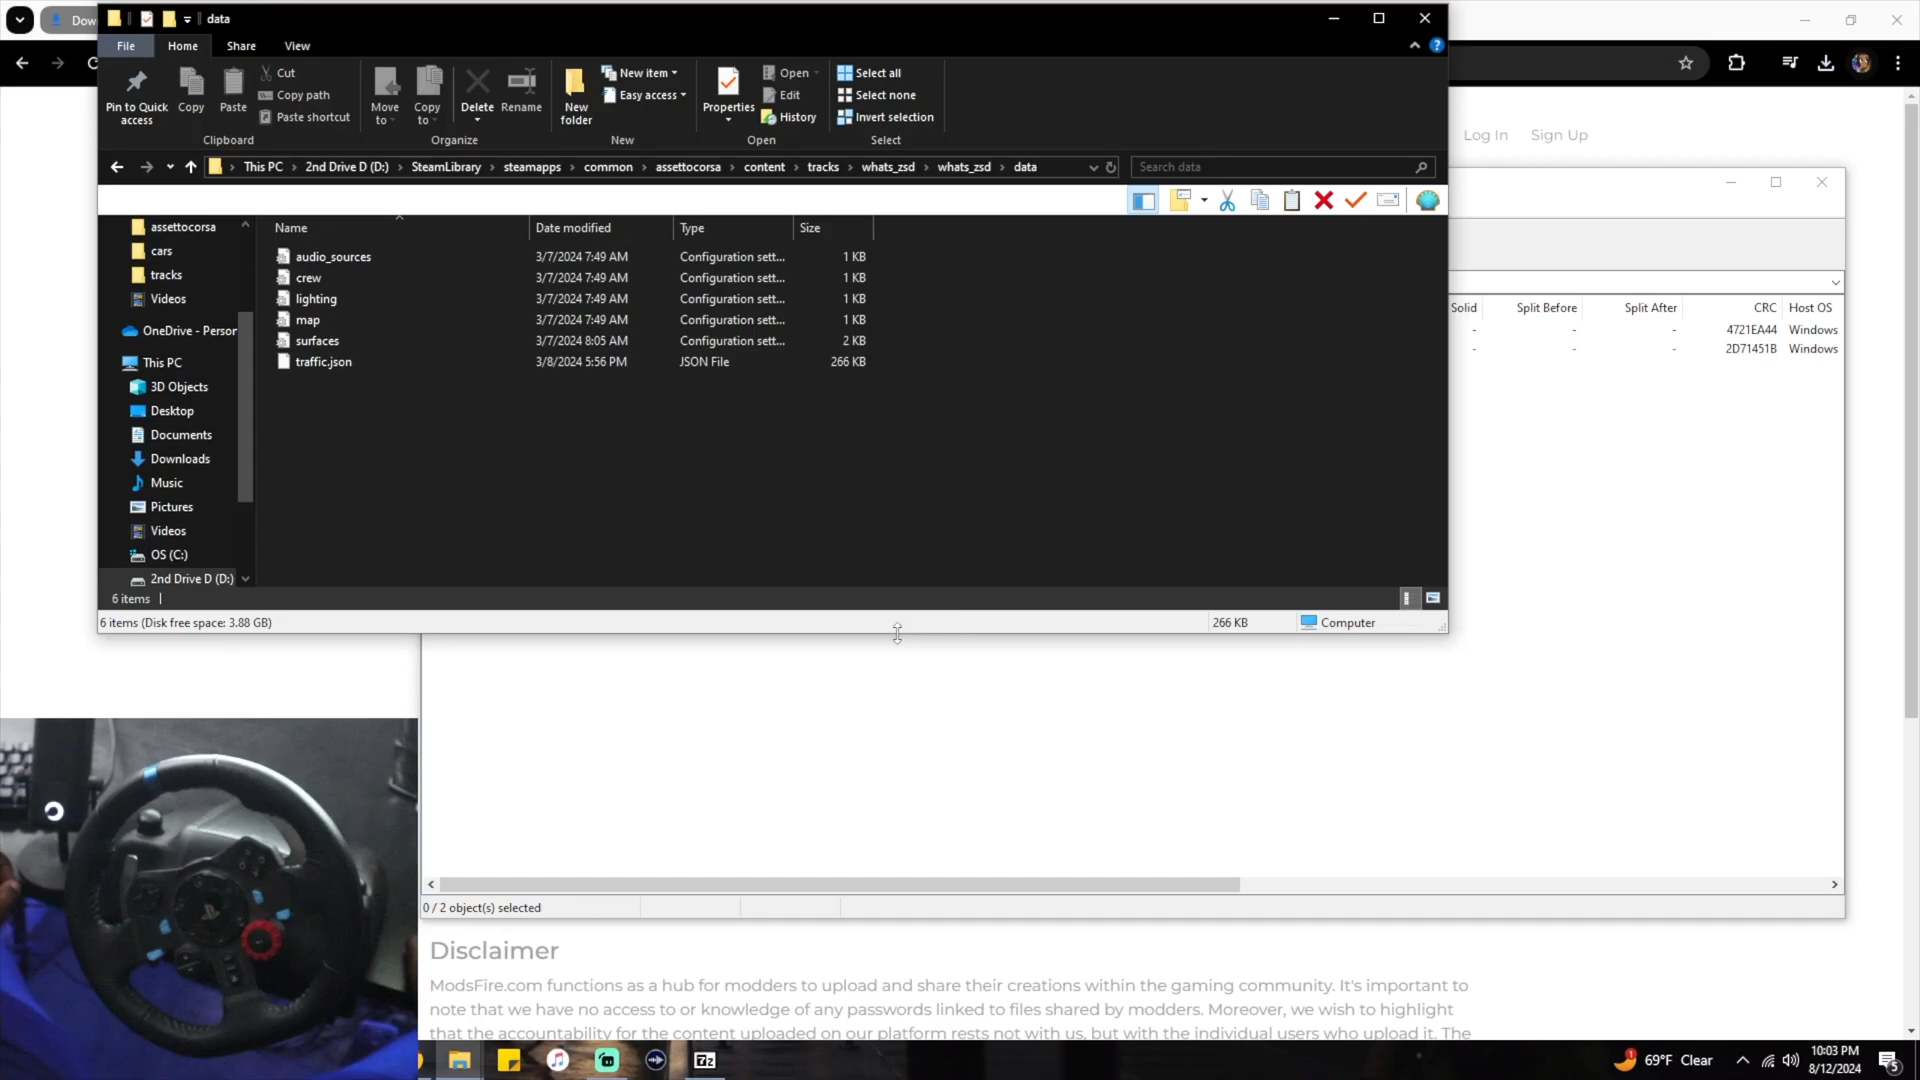 Dow
data
File Home Share View
Pin to Quick access
Copy
Paste
Cut
Copy path
Paste shortcut
Clipboard
Move to
Copy to
Delete
Rename
Organize
New folder
New item
Easy access
New
Properties
Open
Edit
History
Open
Select all
Select none
Invert selection
Select
This PC 2nd Drive D (D:) SteamLibrary steamapps common assettocorsa content tracks whats_zsd whats_zsd data
Search data
Log In Sign Up
assettocorsa
cars
tracks
Videos
OneDrive - Person
This PC
3D Objects
Desktop
Documents
Downloads
Music
Pictures
Videos
OS (C:)
2nd Drive D (D:)
Name Date modified Type Size
audio_sources 3/7/2024 7:49 AM Configuration sett... 1 KB
crew 3/7/2024 7:49 AM Configuration sett... 1 KB
lighting 3/7/2024 7:49 AM Configuration sett... 1 KB
map 3/7/2024 7:49 AM Configuration sett... 1 KB
surfaces 3/7/2024 8:05 AM Configuration sett... 2 KB
traffic.json 3/8/2024 5:56 PM JSON File 266 KB
Solid Split Before Split After CRC Host OS
- - - 4721EA44 Windows
- - - 2D71451B Windows
6 items
6 items (Disk free space: 3.88 GB) 266 KB Computer
0 / 2 object(s) selected
Disclaimer
ModsFire.com functions as a hub for modders to upload and share their creations within the gaming community. It's important to
note that we have no access to or knowledge of any passwords linked to files shared by modders. Moreover, we wish to highlight
that the accountability for the content uploaded on our platform rests not with us, but with the individual users who upload it. The
7z
1
69°F Clear
10:03 PM
8/12/2024
5